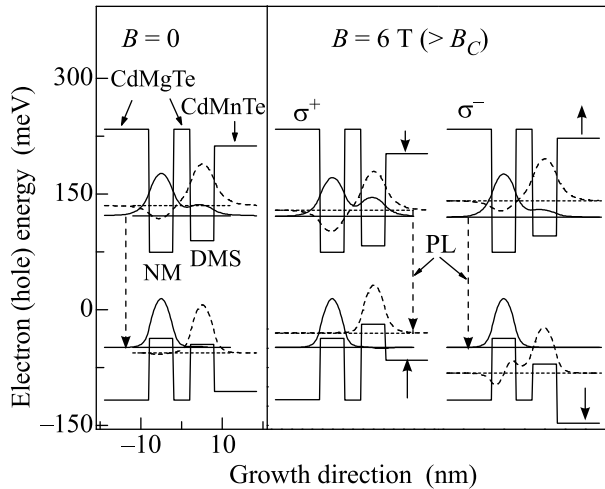 B = 0
B = 6 T (> B_C)
300
CdMgTe
CdMnTe
σ⁺
σ⁻
150
NM
DMS
PL
0
−150
−10
10
Electron (hole) energy (meV)
Growth direction (nm)